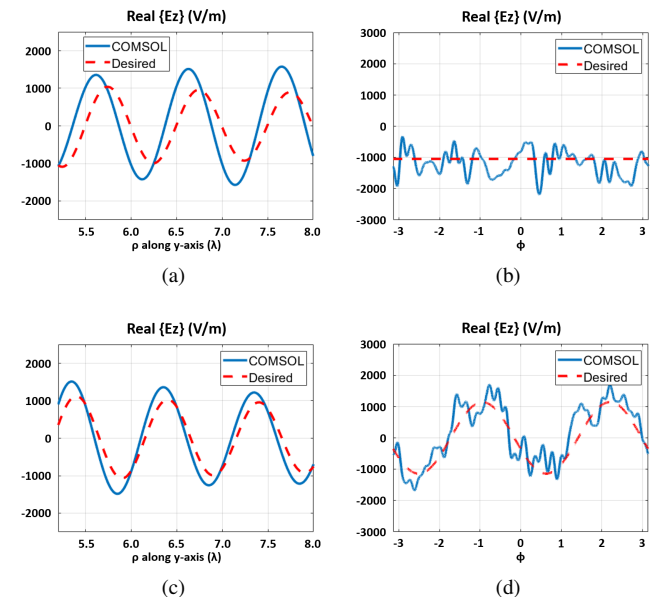 Real {Ez} (V/m)
2000
1000
0
-1000
-2000
COMSOL
Desired
5.5 6.0 6.5 7.0 7.5 8.0
ρ along y-axis (λ)
(a)
Real {Ez} (V/m)
3000
2000
1000
0
-1000
-2000
-3000
COMSOL
Desired
-3 -2 -1 0 1 2 3
ϕ
(b)
Real {Ez} (V/m)
2000
1000
0
-1000
-2000
COMSOL
Desired
5.5 6.0 6.5 7.0 7.5 8.0
ρ along y-axis (λ)
(c)
Real {Ez} (V/m)
3000
2000
1000
0
-1000
-2000
-3000
COMSOL
Desired
-3 -2 -1 0 1 2 3
ϕ
(d)